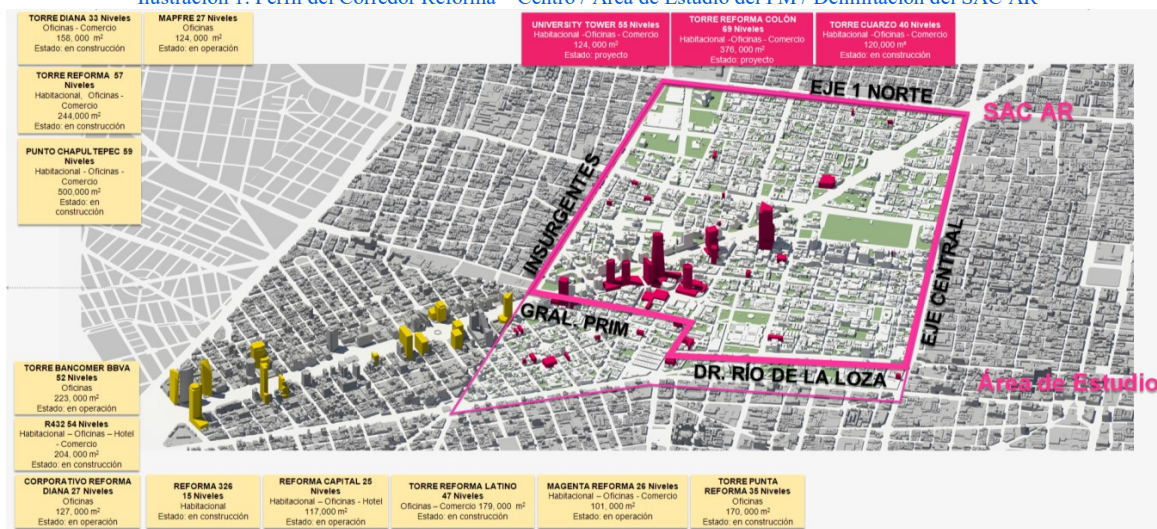 Ilustración 1. Perfil del Corredor Reforma – Centro / Área de Estudio del PM / Delimitación del SAC AR
TORRE DIANA 33 Niveles
Oficinas - Comercio
158, 000 m²
Estado: en construcción
MAPFRE 27 Niveles
Oficinas
124, 000 m²
Estado: en operación
UNIVERSITY TOWER 55 Niveles
Habitacional -Oficinas - Comercio
124, 000 m²
Estado: proyecto
TORRE REFORMA COLÓN
69 Niveles
Habitacional -Oficinas - Comercio
376, 000 m²
Estado: proyecto
TORRE CUARZO 40 Niveles
Habitacional -Oficinas - Comercio
120,000 m²
Estado: en construcción
TORRE REFORMA 57
Niveles
Habitacional, Oficinas -
Comercio
244,000 m²
Estado: en construcción
PUNTO CHAPULTEPEC 59
Niveles
Habitacional - Oficinas -
Comercio
500,000 m²
Estado: en
construcción
EJE 1 NORTE
SAC AR
INSURGENTES
EJE CENTRAL
GRAL. PRIM
DR. RÍO DE LA LOZA
Área de Estudio
TORRE BANCOMER BBVA
52 Niveles
Oficinas
223, 000 m²
Estado: en operación
R432 54 Niveles
Habitacional – Oficinas – Hotel
- Comercio
204, 000 m²
Estado: en construcción
CORPORATIVO REFORMA
DIANA 27 Niveles
Oficinas
127, 000 m²
Estado: en operación
REFORMA 326
15 Niveles
Habitacional
Estado: en construcción
REFORMA CAPITAL 25
Niveles
Habitacional – Oficinas - Hotel
117,000 m²
Estado: en operación
TORRE REFORMA LATINO
47 Niveles
Oficinas – Comercio 179, 000 m²
Estado: en construcción
MAGENTA REFORMA 26 Niveles
Habitacional – Oficinas - Comercio
101, 000 m²
Estado: en operación
TORRE PUNTA
REFORMA 35 Niveles
Oficinas
170, 000 m²
Estado: en construcción